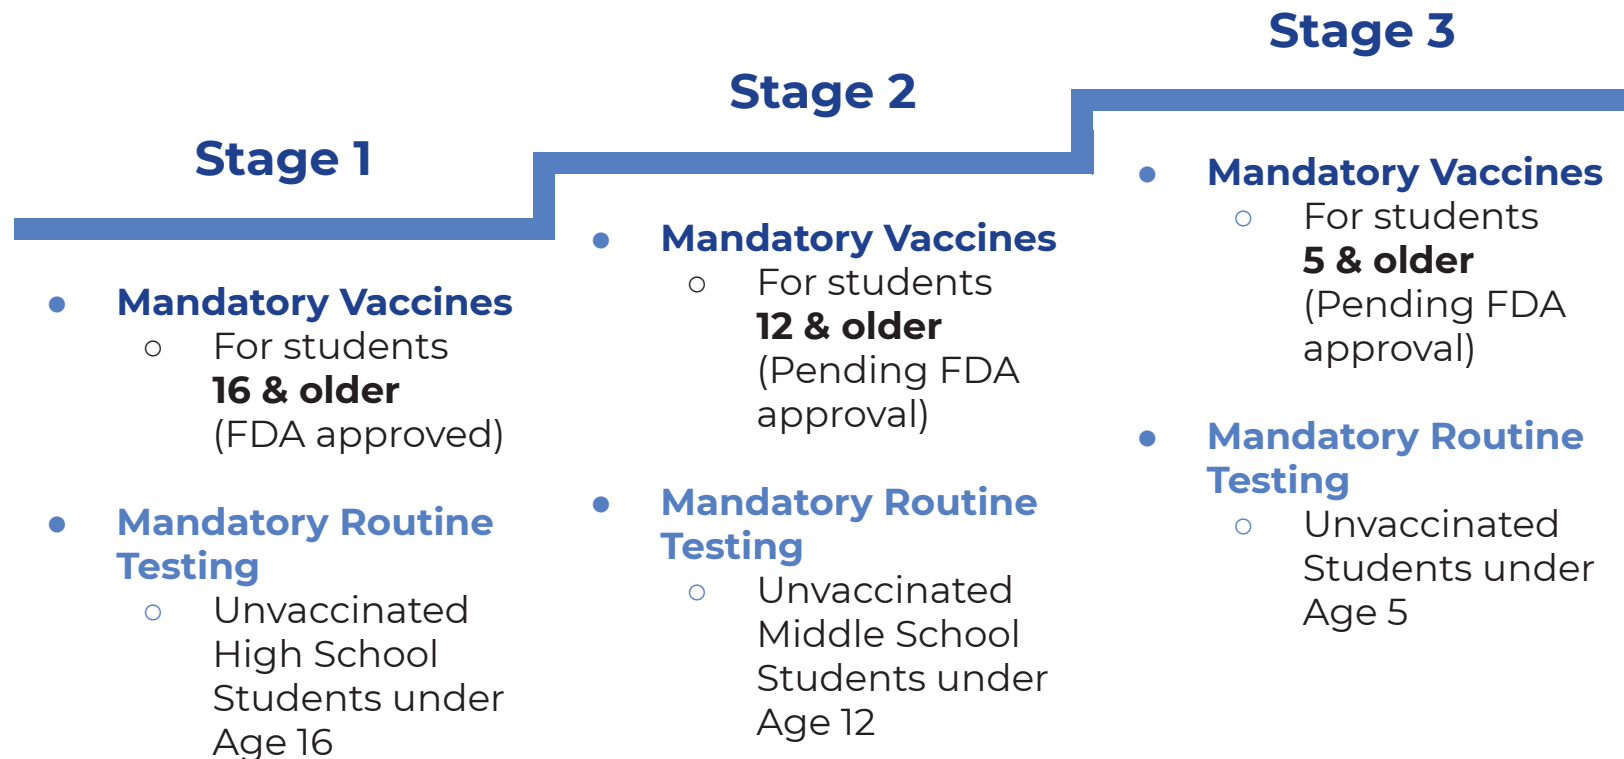 Stage 1
● Mandatory Vaccines
○ For students
16 & older
(FDA approved)
● Mandatory Routine
Testing
○ Unvaccinated
High School
Students under
Age 16
Stage 2
● Mandatory Vaccines
○ For students
12 & older
(Pending FDA
approval)
● Mandatory Routine
Testing
○ Unvaccinated
Middle School
Students under
Age 12
Stage 3
● Mandatory Vaccines
○ For students
5 & older
(Pending FDA
approval)
● Mandatory Routine
Testing
○ Unvaccinated
Students under
Age 5